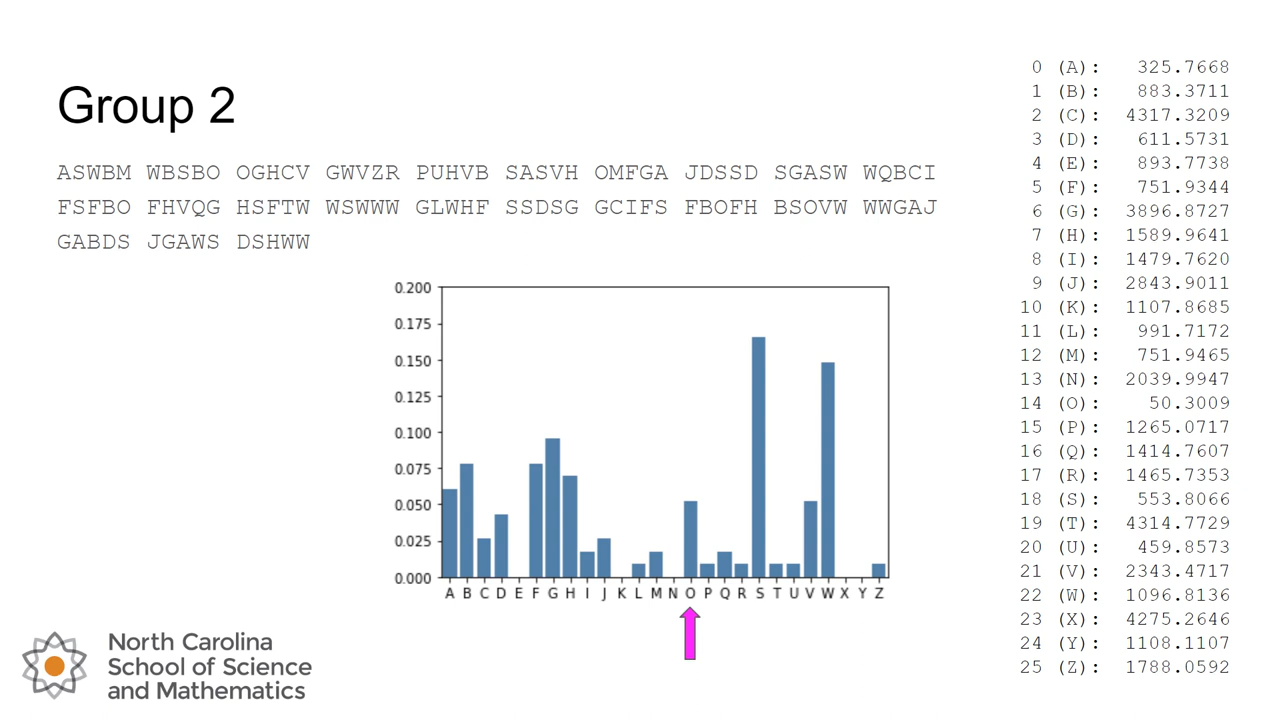 Group 2
ASWBM WBSBO OGHCV GWVZR PUHVB SASVH OMFGA JDSSD SGASW WQBCI
FSFBO FHVQG HSFTW WSWWW GLWHF SSDSG GCIFS FBOFH BSOVW WWGAJ
GABDS JGAWS DSHWW
0.200
0.175
0.150
0.125
0.100
0.075
0.050
0.025
0.000
A B C D E F G H I J K L M N O P Q R S T U V W X Y Z
0 (A): 325.7668
1 (B): 883.3711
2 (C): 4317.3209
3 (D): 611.5731
4 (E): 893.7738
5 (F): 751.9344
6 (G): 3896.8727
7 (H): 1589.9641
8 (I): 1479.7620
9 (J): 2843.9011
10 (K): 1107.8685
11 (L): 991.7172
12 (M): 751.9465
13 (N): 2039.9947
14 (O): 50.3009
15 (P): 1265.0717
16 (Q): 1414.7607
17 (R): 1465.7353
18 (S): 553.8066
19 (T): 4314.7729
20 (U): 459.8573
21 (V): 2343.4717
22 (W): 1096.8136
23 (X): 4275.2646
24 (Y): 1108.1107
25 (Z): 1788.0592
North Carolina
School of Science
and Mathematics